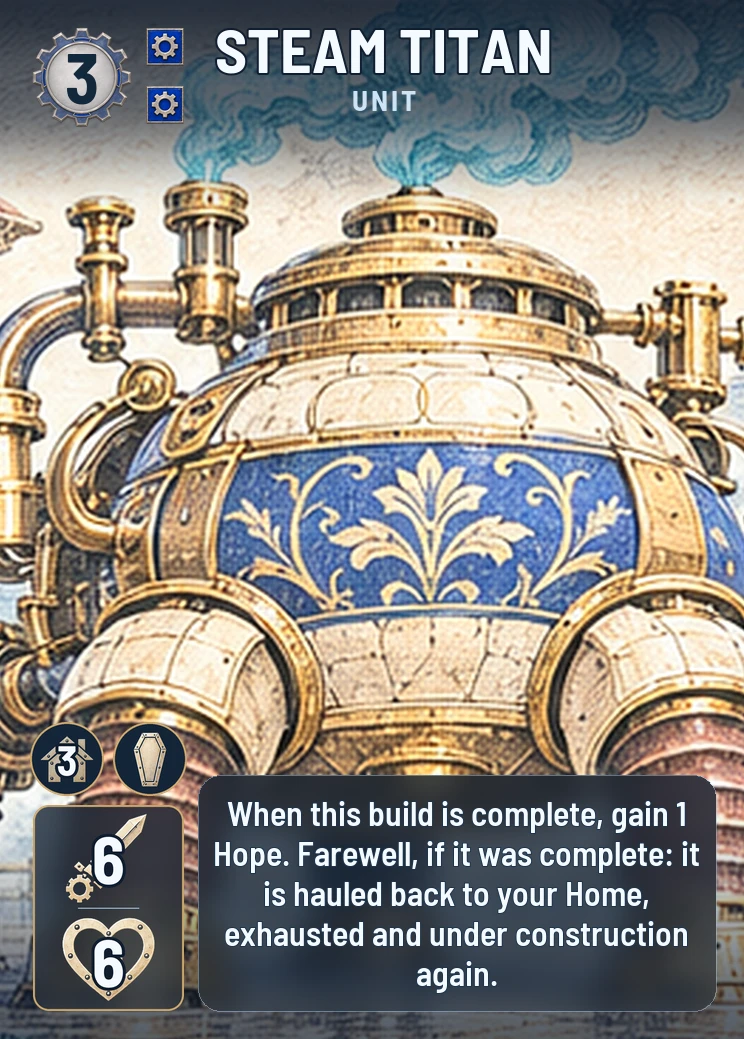 3
STEAM TITAN
UNIT
3
6
6
When this build is complete, gain 1
Hope. Farewell, if it was complete: it
is hauled back to your Home,
exhausted and under construction
again.